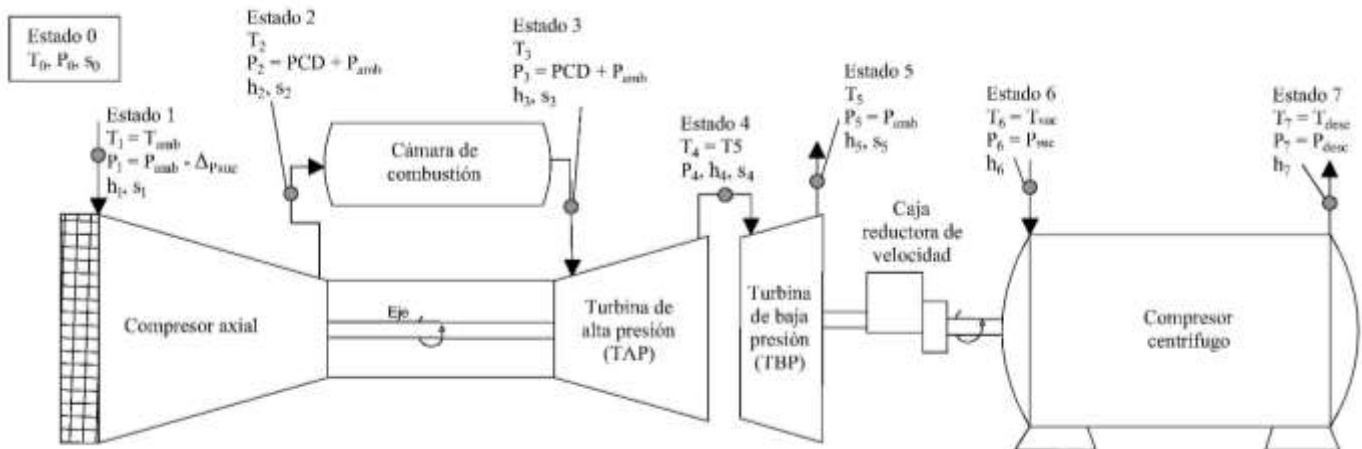 Estado 0
T₀, P₀, s₀
Estado 1
T₁ = Tₐₘb
P₁ = Pₐₘb - Δₚₛᵤc
h₁, s₁
Estado 2
T₂
P₂ = PCD + Pₐₘb
h₂, s₂
Cámara de
combustión
Estado 3
T₃
P₃ = PCD + Pₐₘb
h₃, s₃
Estado 4
T₄ = T5
P₄, h₄, s₄
Estado 5
T₅
P₅ = Pₐₘb
h₅, s₅
Estado 6
T₆ = Tₛᵤc
P₆ = Pₛᵤc
h₆
Estado 7
T₇ = Tdₑₛc
P₇ = Pdₑₛc
h₇
Compresor axial
Eje
Turbina de
alta presión
(TAP)
Turbina
de baja
presión
(TBP)
Caja
reductora de
velocidad
Compresor
centrífugo